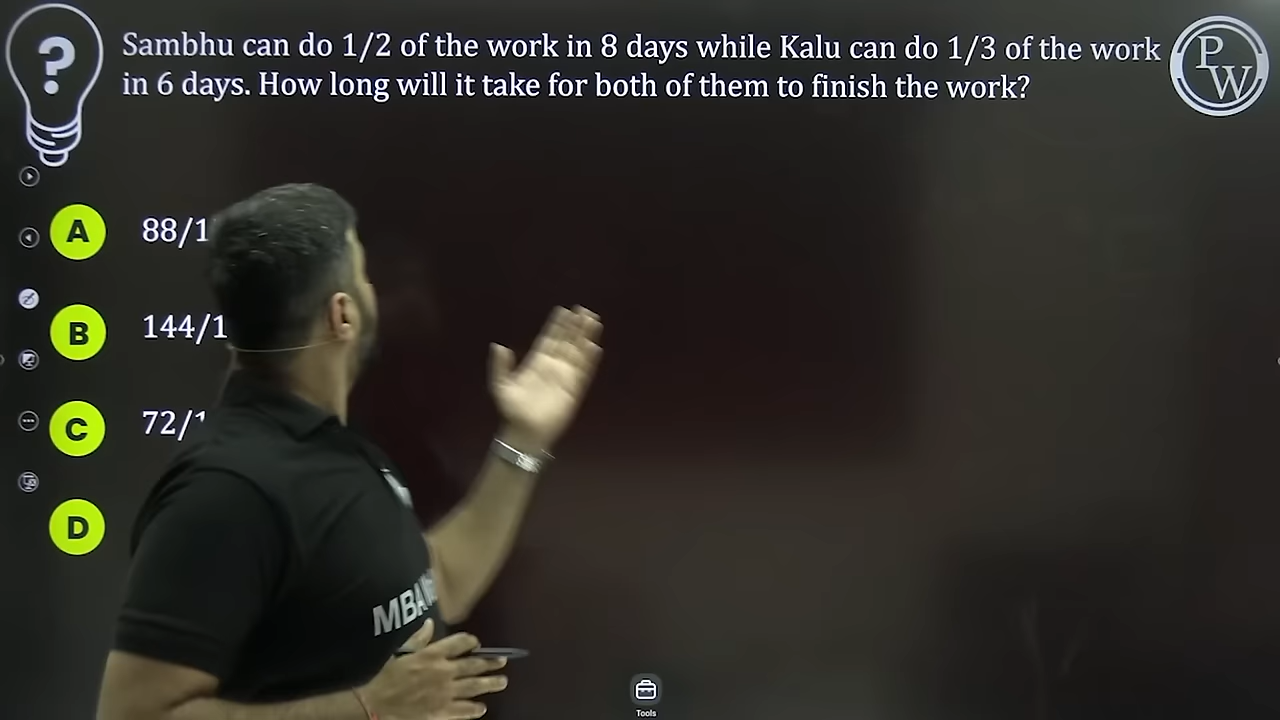 Sambhu can do 1/2 of the work in 8 days while Kalu can do 1/3 of the work
in 6 days. How long will it take for both of them to finish the work?
?
P
W
A 88/1
B 144/1
C 72/1
D
MBA
Tools